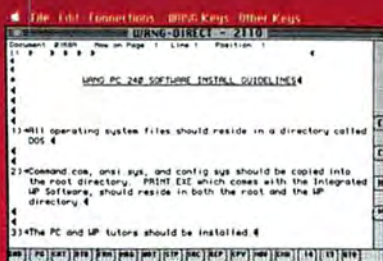 File Edit Connections WANG Keys Other Keys
WANG-DIRECT - 2110
Document 0108A Now on Page 1 Line 1 Position 1
WANG PC 240 SOFTWARE INSTALL GUIDELINES
1) All operating system files should reside in a directory called
DOS
2) Command.com, ansi.sys, and config.sys should be copied into
the root directory. PRINT.EXE which comes with the Integrated
WP Software, should reside in both the root and the WP
directory.
3) The PC and WP tutors should be installed.